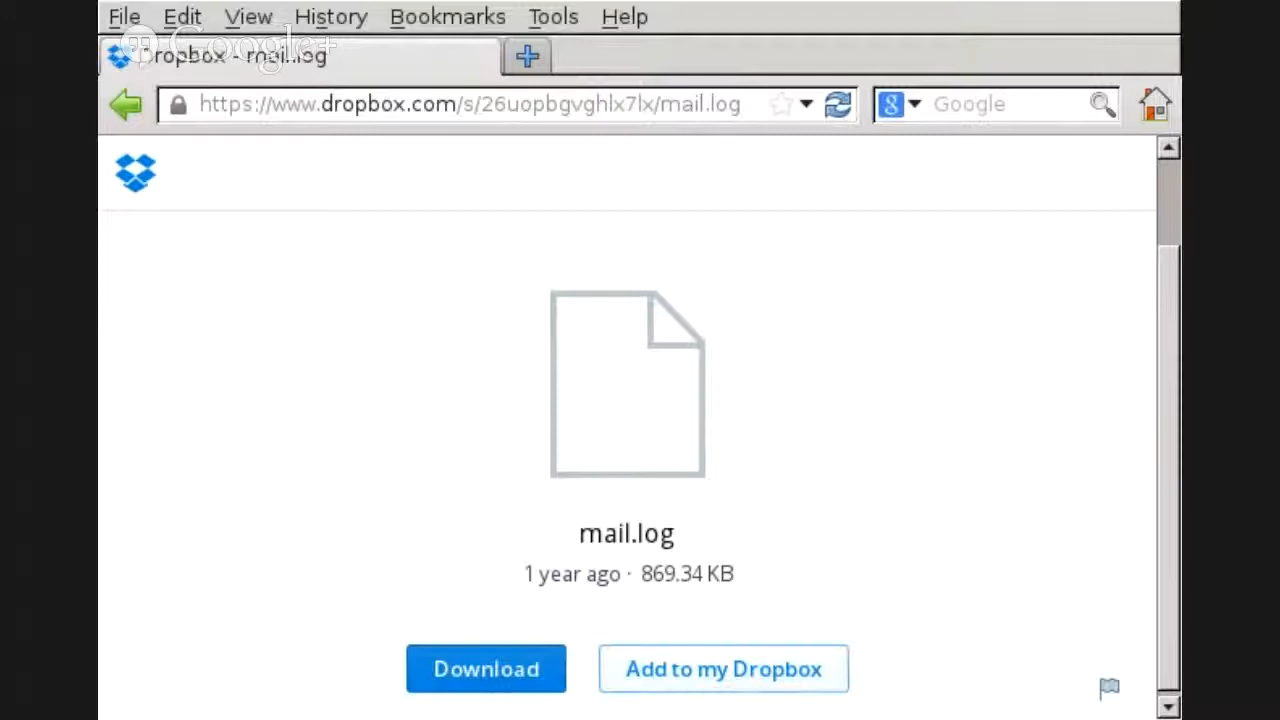 File Edit View History Bookmarks Tools Help
Google+
Dropbox - mail.log
https://www.dropbox.com/s/26uopbgvghlx7lx/mail.log
8 Google
mail.log
1 year ago · 869.34 KB
Download Add to my Dropbox